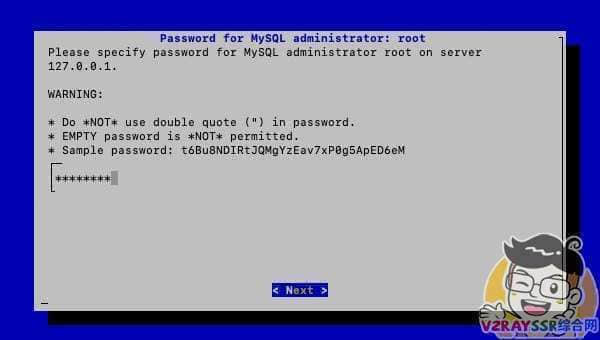 Password for MySQL administrator: root
Please specify password for MySQL administrator root on server
127.0.0.1.
WARNING:
* Do *NOT* use double quote (") in password.
* EMPTY password is *NOT* permitted.
* Sample password: t6Bu8NDIRtJQMgYzEav7xP0g5ApED6eM
********
< Next >
V2RAYSSR综合网